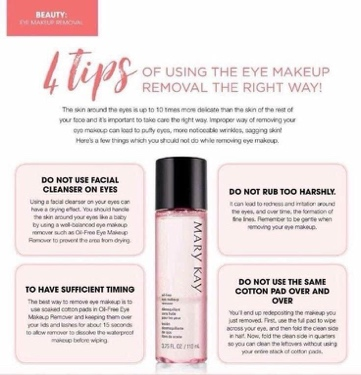 BEAUTY:
EYE MAKEUP REMOVAL
4 tips OF USING THE EYE MAKEUP
REMOVAL THE RIGHT WAY!
The skin around the eyes is up to 10 times more delicate than the skin of the rest of
your face and it's important to take care the right way. Improper way of removing your
eye makeup can lead to puffy eyes, more noticeable wrinkles, sagging skin!
Here's a few things which you should not do while removing eye makeup.
DO NOT USE FACIAL
CLEANSER ON EYES
Using a facial cleanser on your eyes can
have a drying effect. You should handle
the skin around your eyes like a baby
by using a well-balanced eye makeup
remover such as Oil-Free Eye Makeup
Remover to prevent the area from drying.
DO NOT RUB TOO HARSHLY.
It can lead to redness and irritation around
the eyes, and over time, the formation of
fine lines. Remember to be gentle when
removing your eye makeup.
TO HAVE SUFFICIENT TIMING
The best way to remove eye makeup is to
use soaked cotton pads in Oil-Free Eye
Makeup Remover and keeping them over
your lids and lashes for about 15 seconds
to allow remover to dissolve the waterproof
makeup before wiping.
DO NOT USE THE SAME
COTTON PAD OVER AND
OVER
You'll end up redepositing the makeup you
just removed. First, use the full pad to wipe
across your eye, and then fold the clean side
in half. Now, fold the clean side in quarters
so you can cleanse the leftovers without using
your entire stack of cotton pads.
MARY KAY
oil-free
eye makeup
remover